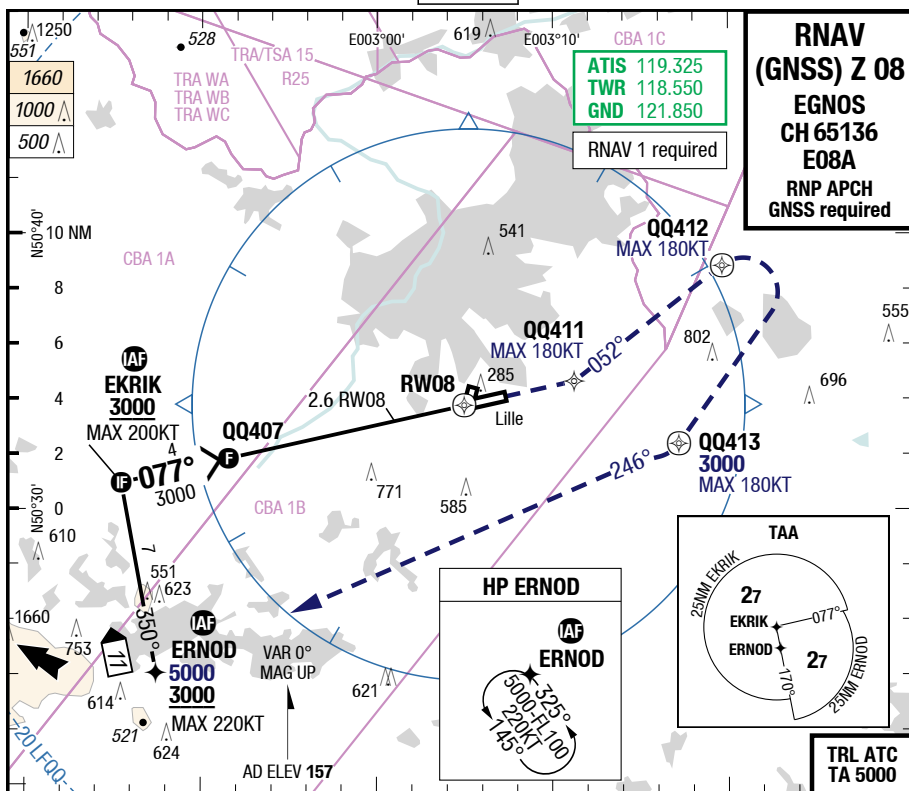 RNAV
(GNSS) Z 08
EGNOS
CH 65136
E08A
RNP APCH
GNSS required
ATIS 119.325
TWR 118.550
GND 121.850
RNAV 1 required
1250
551
528
619
E003°00'
E003°10'
CBA 1C
TRA/TSA 15
R25
TRA WA
TRA WB
TRA WC
1660
1000
500
N50°40'
10 NM
8
6
4
2
0
N50°30'
CBA 1A
541
QQ412
MAX 180KT
555
802
696
QQ411
MAX 180KT
052°
285
RW08
Lille
2.6 RW08
IAF
EKRIK
3000
MAX 200KT
QQ407
F
IF
4
077°
3000
QQ413
3000
MAX 180KT
246°
771
585
CBA 1B
610
7
350°
551
623
1660
753
11
614
521
624
621
IAF
ERNOD
5000
3000
MAX 220KT
VAR 0°
MAG UP
AD ELEV 157
20 LFQQ
HP ERNOD
IAF
ERNOD
325°
5000-FL100
220KT
145°
TAA
25NM EKRIK
27
EKRIK
077°
ERNOD
27
170°
25NM ERNOD
TRL ATC
TA 5000